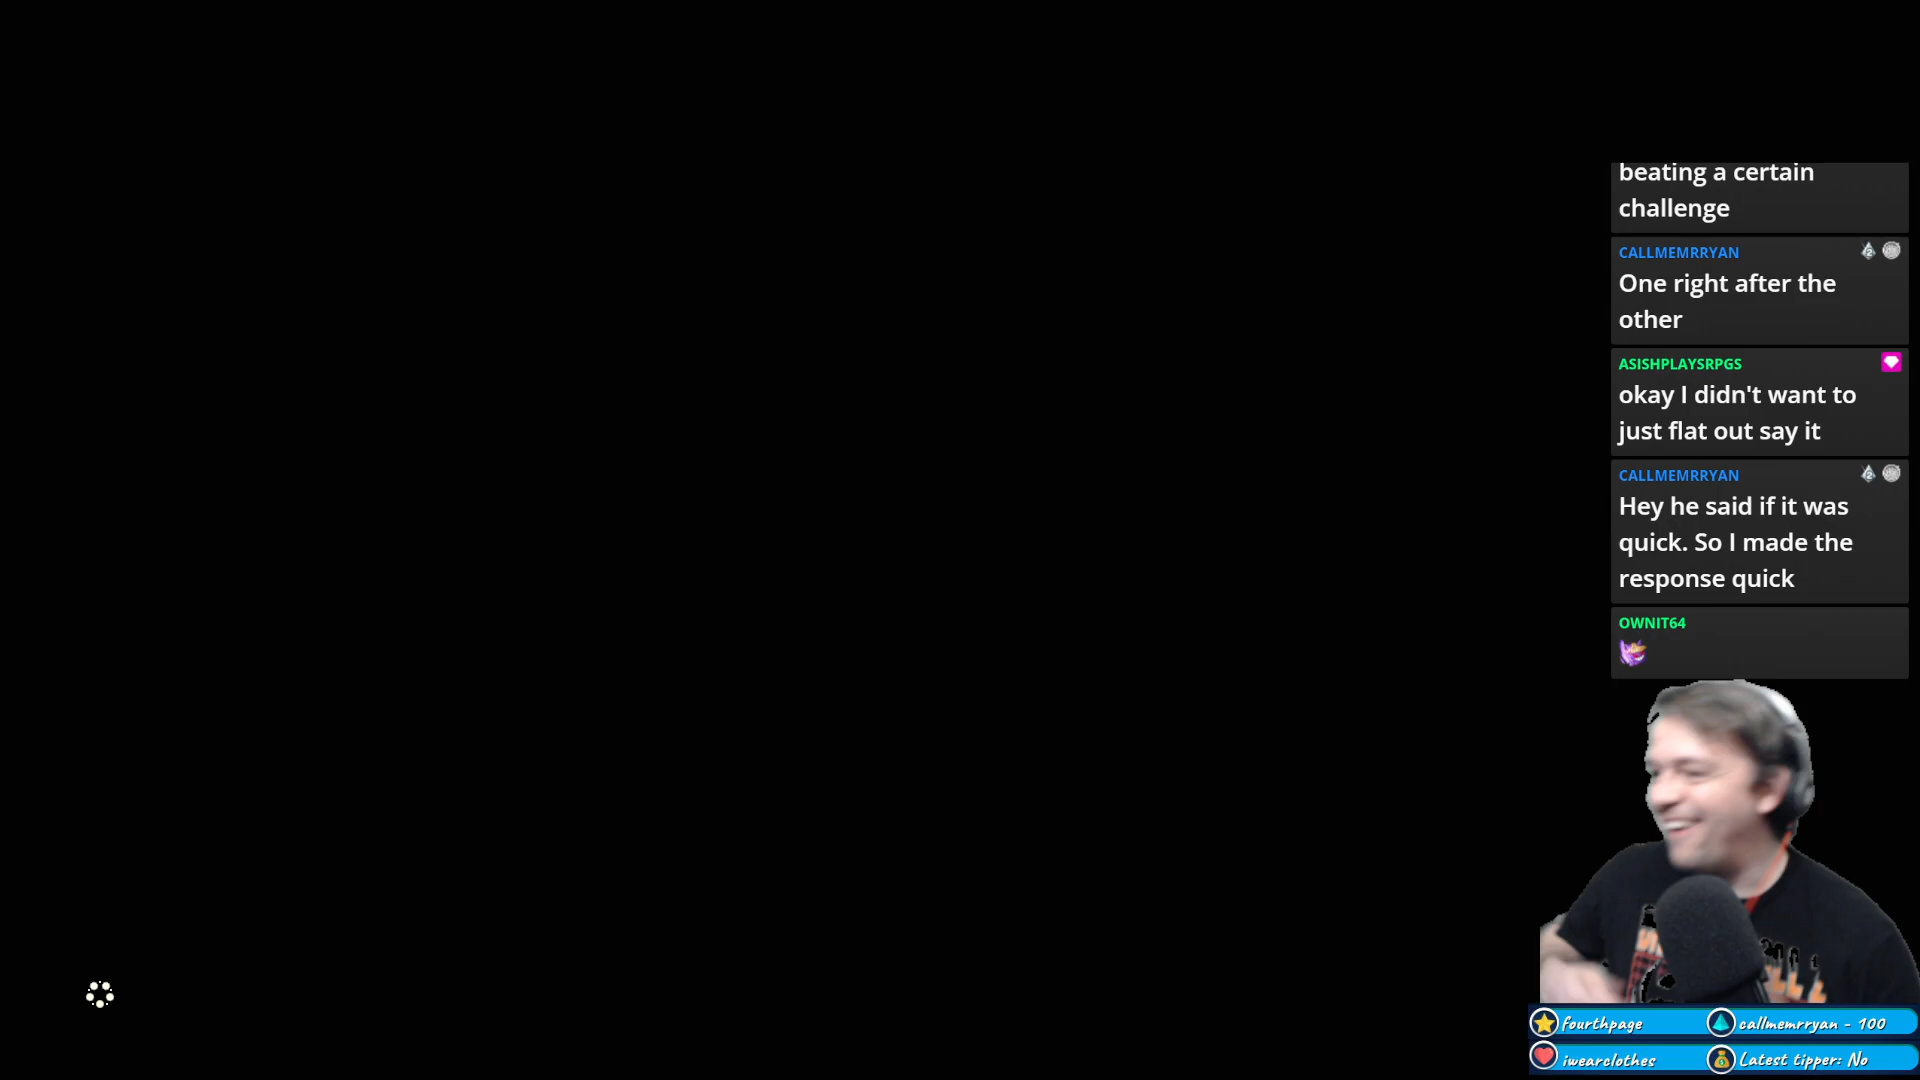 beating a certain
challenge
CALLMEMRRYAN
One right after the
other
ASISHPLAYSRPGS
okay I didn't want to
just flat out say it
CALLMEMRRYAN
Hey he said if it was
quick. So I made the
response quick
OWNIT64
fourthpage
callmemrryan - 100
iwearclothes
Latest tipper: No